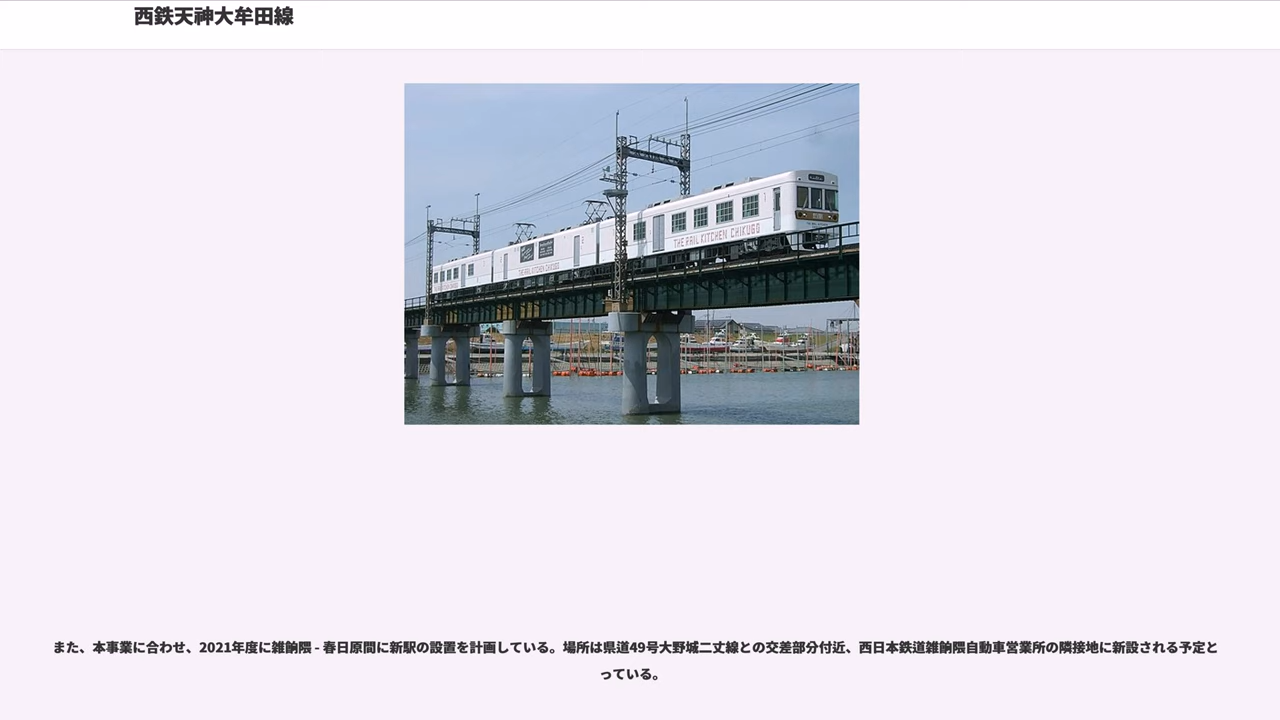 西鉄天神大牟田線
THE RAIL KITCHEN CHIKUGO
THE RAIL KITCHEN CHIKUGO
また、本事業に合わせ、2021年度に雑餉隈 - 春日原間に新駅の設置を計画している。場所は県道49号大野城二丈線との交差部分付近、西日本鉄道雑餉隈自動車営業所の隣接地に新設される予定と
っている。